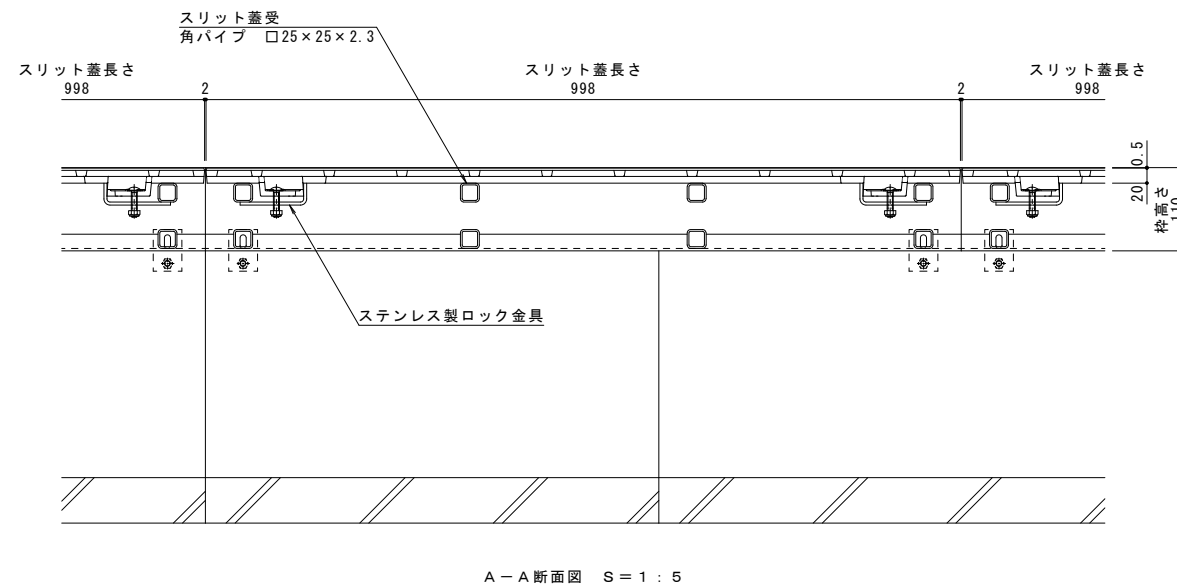 スリット蓋受
角パイプ □25×25×2.3
スリット蓋長さ
998
2
スリット蓋長さ
998
2
スリット蓋長さ
998
0.5
20
枠高さ
110
ステンレス製ロック金具
A－A断面図 S＝1：5